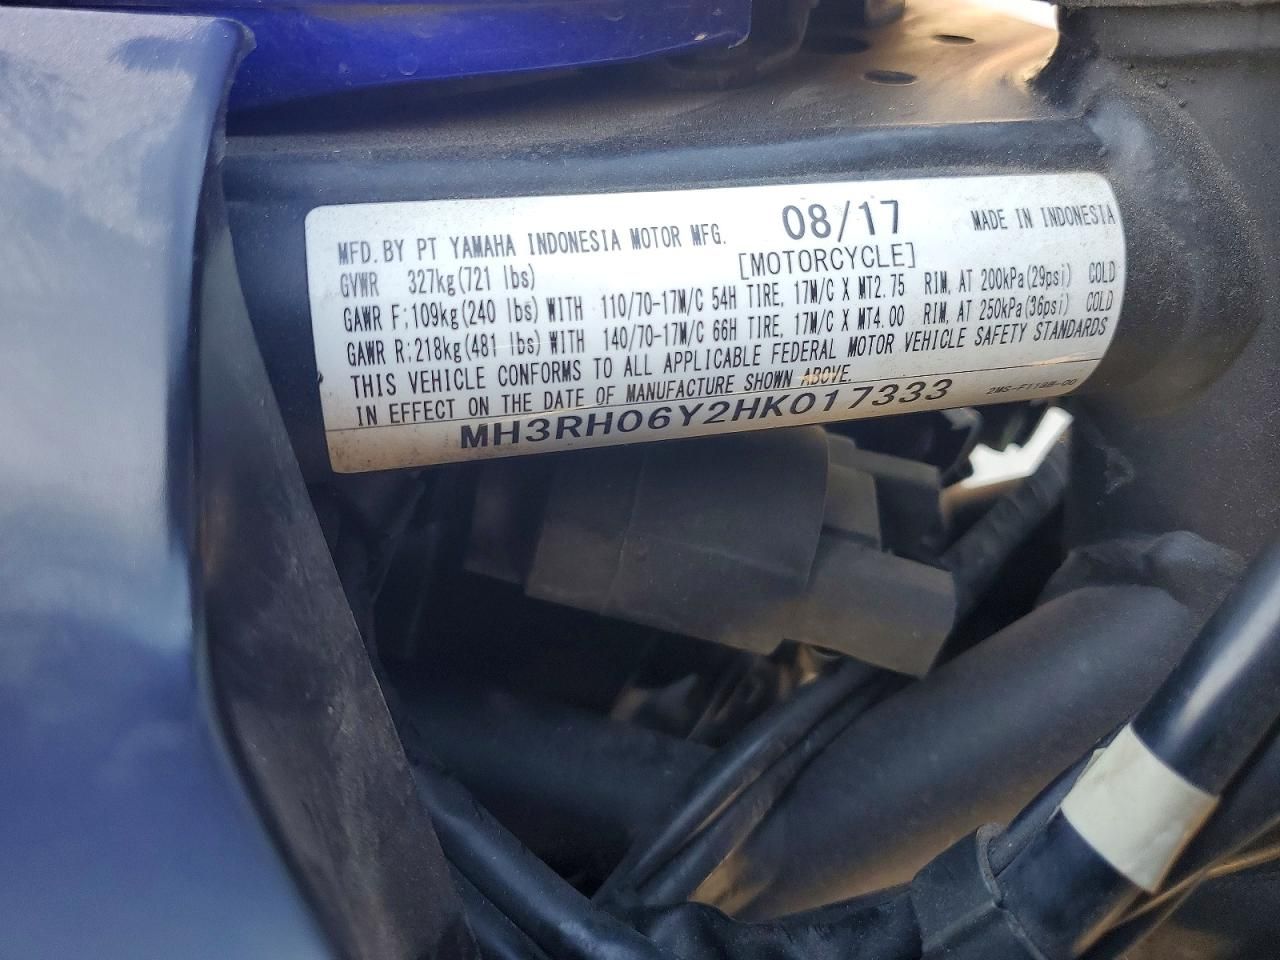 MFD. BY PT YAMAHA INDONESIA MOTOR MFG. 08/17 MADE IN INDONESIA
GVWR 327kg(721 lbs) [MOTORCYCLE]
GAWR F:109kg(240 lbs) WITH 110/70-17M/C 54H TIRE, 17M/C X MT2.75 RIM, AT 200kPa(29psi) COLD
GAWR R:218kg(481 lbs) WITH 140/70-17M/C 66H TIRE, 17M/C X MT4.00 RIM, AT 250kPa(36psi) COLD
THIS VEHICLE CONFORMS TO ALL APPLICABLE FEDERAL MOTOR VEHICLE SAFETY STANDARDS
IN EFFECT ON THE DATE OF MANUFACTURE SHOWN ABOVE.
MH3RH06Y2HK017333